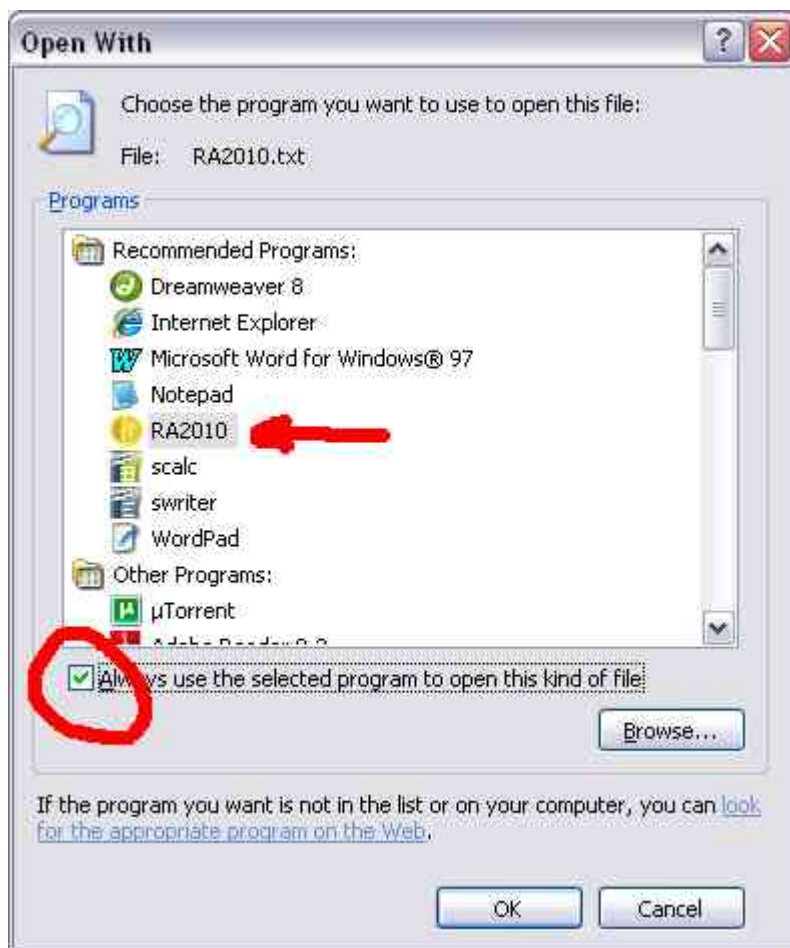 Open With
Choose the program you want to use to open this file:
File: RA2010.txt
Programs
Recommended Programs:
Dreamweaver 8
Internet Explorer
Microsoft Word for Windows® 97
Notepad
RA2010
scalc
swriter
WordPad
Other Programs:
µTorrent
Always use the selected program to open this kind of file
Browse...
If the program you want is not in the list or on your computer, you can look
for the appropriate program on the Web.
OK
Cancel